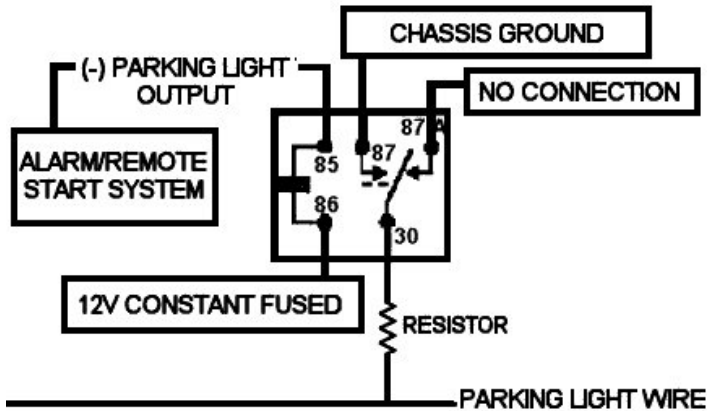 CHASSIS GROUND
(-) PARKING LIGHT
OUTPUT
NO CONNECTION
87A
ALARM/REMOTE
START SYSTEM
85
87
86
30
12V CONSTANT FUSED
RESISTOR
PARKING LIGHT WIRE